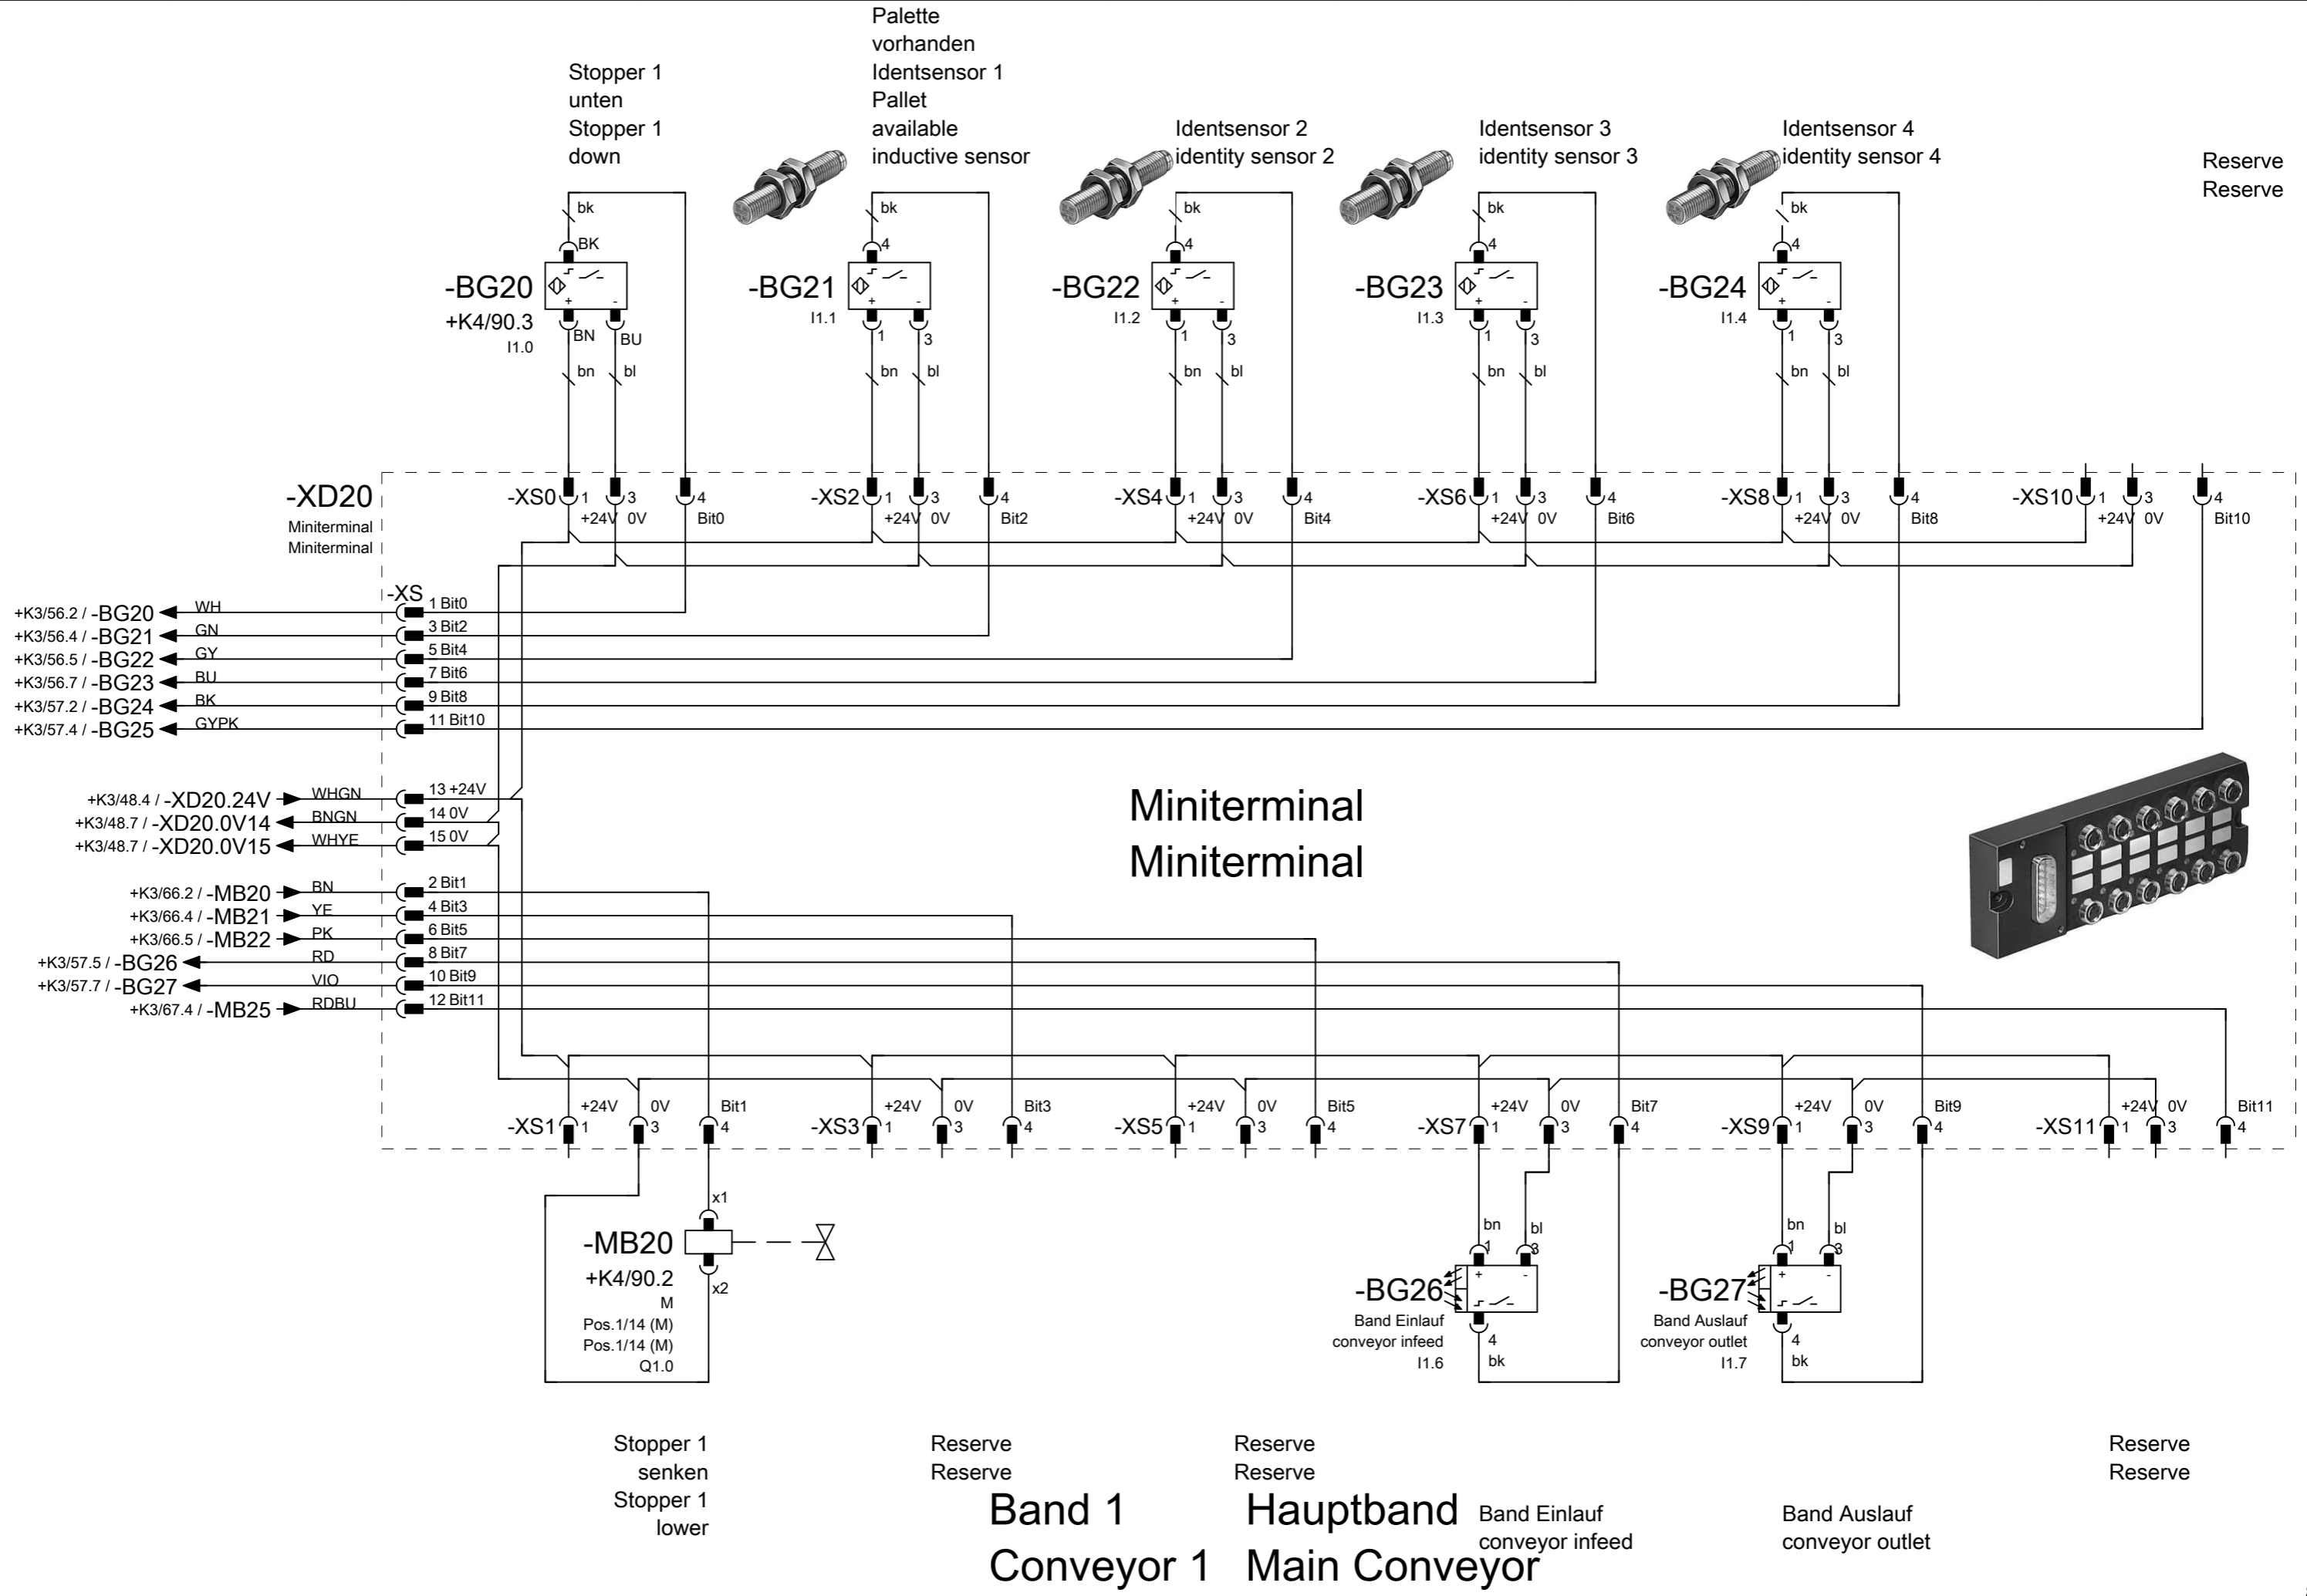 Palette
vorhanden
Stopper 1
Identsensor 1
unten
Pallet
Stopper 1
available
Identsensor 2
Identsensor 3
Identsensor 4
down
inductive sensor
identity sensor 2
identity sensor 3
identity sensor 4
Reserve
Reserve
bk bk bk bk bk
BK 4 4 4 4
-BG20 -BG21 -BG22 -BG23 -BG24
+ - + - + - + - + -
+K4/90.3 I1.1 I1.2 I1.3 I1.4
I1.0
BN BU 1 3 1 3 1 3 1 3
bn bl bn bl bn bl bn bl bn bl
-XD20
Miniterminal
Miniterminal
-XS0 1 3 4 -XS2 1 3 4 -XS4 1 3 4 -XS6 1 3 4 -XS8 1 3 4 -XS10 1 3 4
+24V 0V Bit0 +24V 0V Bit2 +24V 0V Bit4 +24V 0V Bit6 +24V 0V Bit8 +24V 0V Bit10
-XS
+K3/56.2 / -BG20 WH 1 Bit0
+K3/56.4 / -BG21 GN 3 Bit2
+K3/56.5 / -BG22 GY 5 Bit4
+K3/56.7 / -BG23 BU 7 Bit6
+K3/57.2 / -BG24 BK 9 Bit8
+K3/57.4 / -BG25 GYPK 11 Bit10
+K3/48.4 / -XD20.24V WHGN 13 +24V
+K3/48.7 / -XD20.0V14 BNGN 14 0V
+K3/48.7 / -XD20.0V15 WHYE 15 0V
Miniterminal
Miniterminal
+K3/66.2 / -MB20 BN 2 Bit1
+K3/66.4 / -MB21 YE 4 Bit3
+K3/66.5 / -MB22 PK 6 Bit5
+K3/57.5 / -BG26 RD 8 Bit7
+K3/57.7 / -BG27 VIO 10 Bit9
+K3/67.4 / -MB25 RDBU 12 Bit11
+24V 0V Bit1 +24V 0V Bit3 +24V 0V Bit5 +24V 0V Bit7 +24V 0V Bit9 +24V 0V Bit11
-XS1 1 3 4 -XS3 1 3 4 -XS5 1 3 4 -XS7 1 3 4 -XS9 1 3 4 -XS11 1 3 4
x1
-MB20
+K4/90.2
x2
M
Pos.1/14 (M)
Pos.1/14 (M)
Q1.0
bn bl
1 3
+ -
-BG26
Band Einlauf
conveyor infeed
I1.6
4
bk
bn bl
1 3
+ -
-BG27
Band Auslauf
conveyor outlet
I1.7
4
bk
Stopper 1
senken
Stopper 1
lower
Reserve
Reserve
Reserve
Reserve
Reserve
Reserve
Band 1 Hauptband
Conveyor 1 Main Conveyor
Band Einlauf
conveyor infeed
Band Auslauf
conveyor outlet